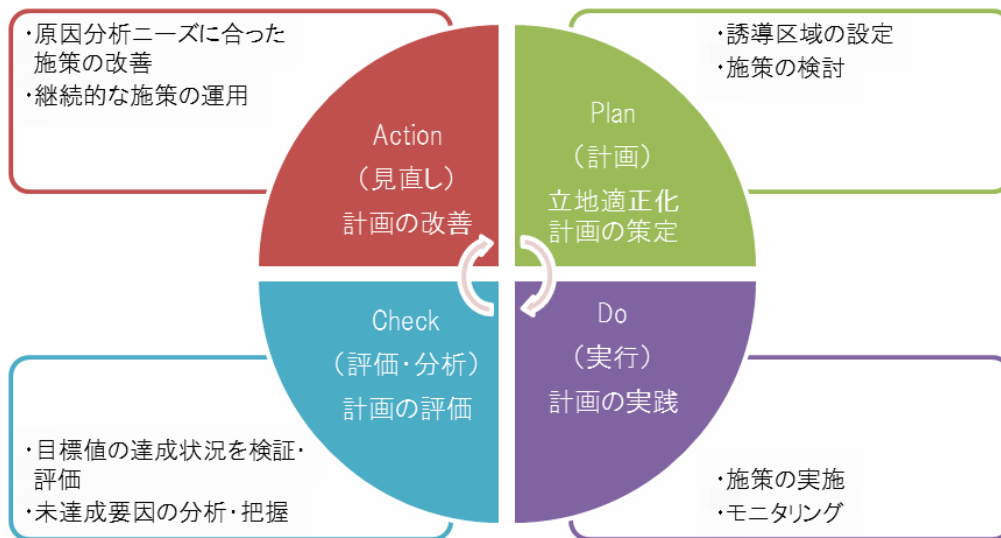 ・原因分析ニーズに合った
施策の改善
・継続的な施策の運用
Action
（見直し）
計画の改善
Plan
（計画）
立地適正化
計画の策定
・誘導区域の設定
・施策の検討
Check
（評価・分析）
計画の評価
Do
（実行）
計画の実践
・目標値の達成状況を検証・
評価
・未達成要因の分析・把握
・施策の実施
・モニタリング